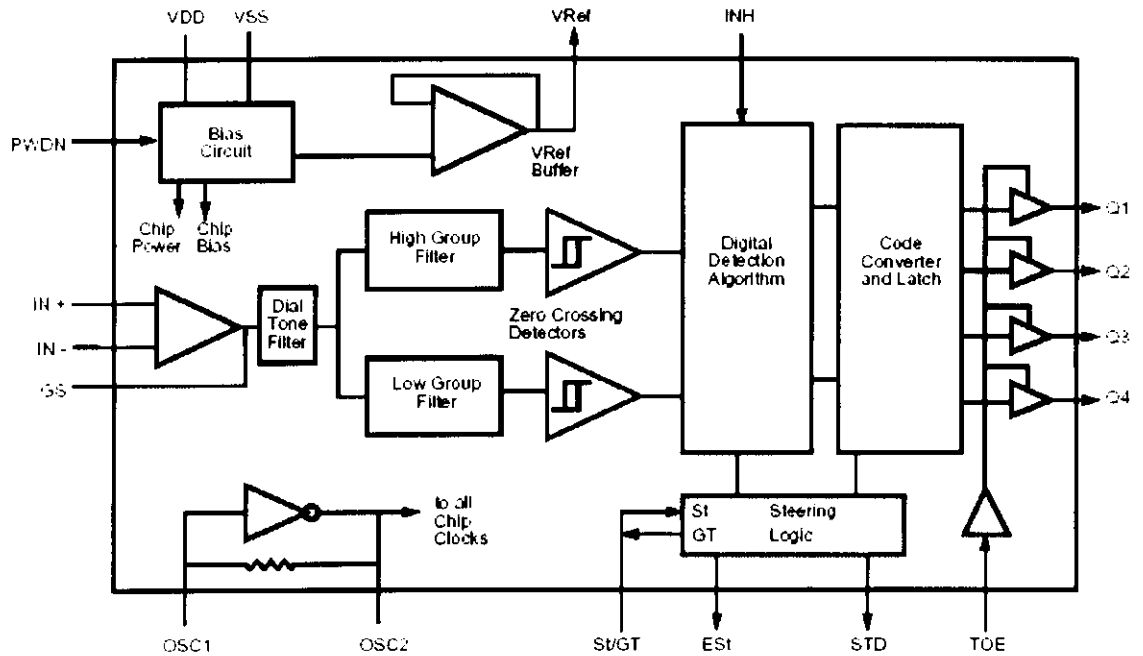 VDD
VSS
VRef
INH
PWDN
Bias
Circuit
VRef
Buffer
Chip
Power
Chip
Bias
High Group
Filter
Digital
Detection
Algorithm
Code
Converter
and Latch
Q1
Q2
Q3
Q4
IN +
IN -
GS
Dial
Tone
Filter
Zero Crossing
Detectors
Low Group
Filter
to all
Chip
Clocks
St
Steering
GT
Logic
OSC1
OSC2
St/GT
ESt
STD
TOE